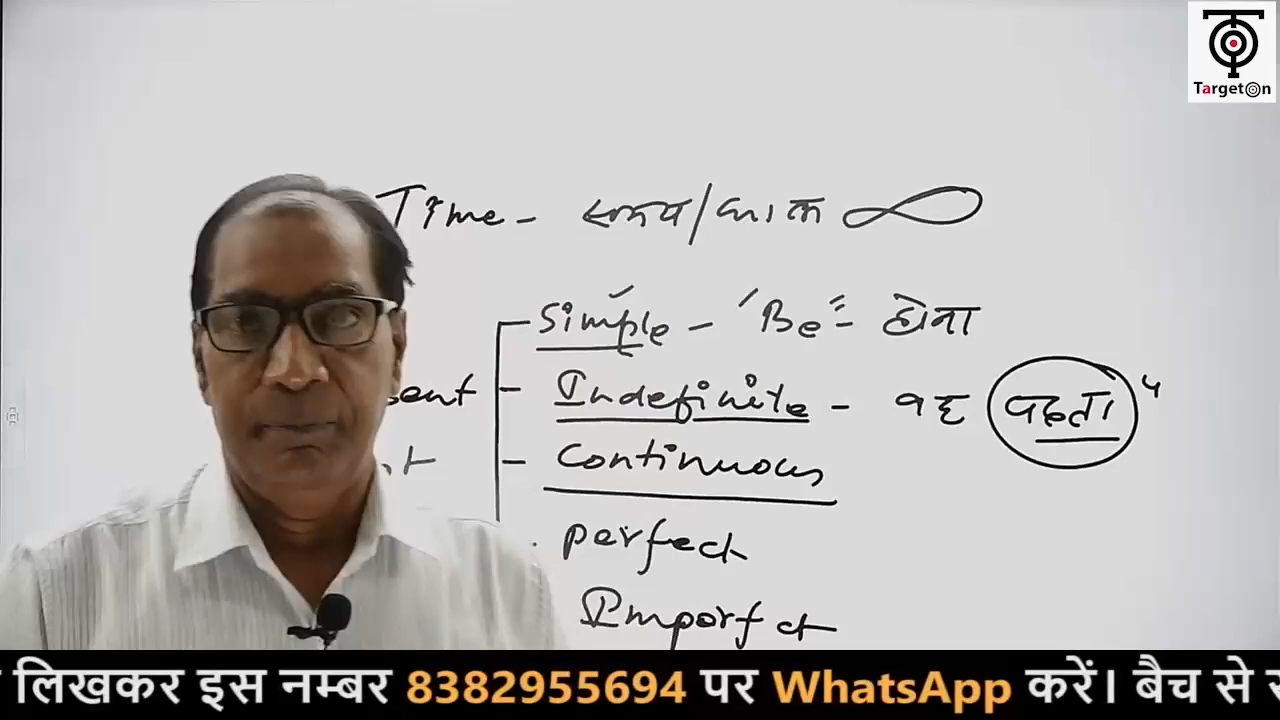 TargetOn
Time - समय/काल ∞
Simple - "Be" - होना
sent - Indefinite - वह पढ़ता
- Continuous
perfect
Imperfect
लिखकर इस नम्बर 8382955694 पर WhatsApp करें। बैच से